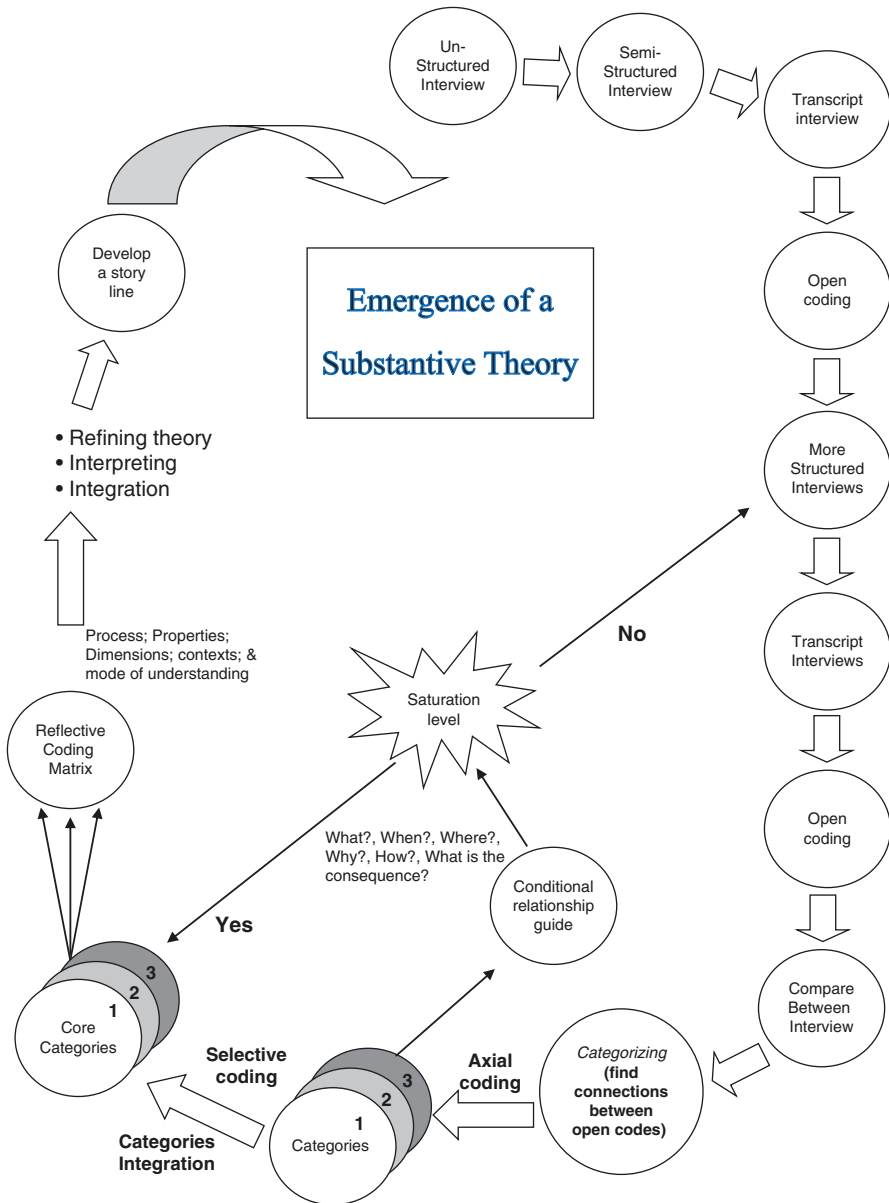 Un-
Structured
Interview
Semi-
Structured
Interview
Transcript
interview
Open
coding
More
Structured
Interviews
Transcript
Interviews
Open
coding
Compare
Between
Interview
Categorizing
(find
connections
between
open codes)
Axial
coding
1
2
3
Categories
Conditional
relationship
guide
What?, When?, Where?,
Why?, How?, What is the
consequence?
Saturation
level
No
Yes
Selective
coding
Categories
Integration
1
2
3
Core
Categories
Reflective
Coding
Matrix
Process; Properties;
Dimensions; contexts; &
mode of understanding
• Refining theory
• Interpreting
• Integration
Develop
a story
line
Emergence of a
Substantive Theory